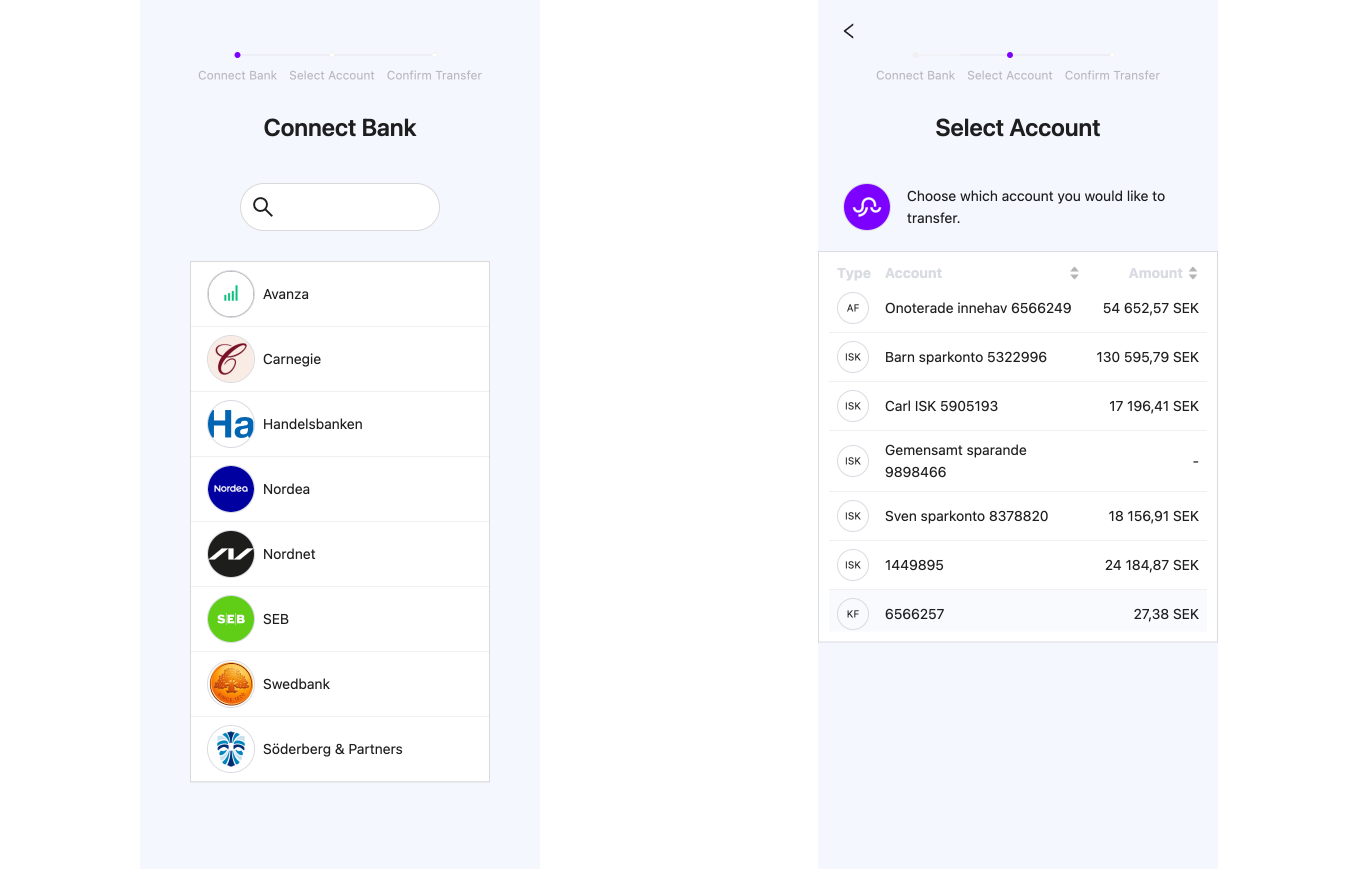 Connect Bank Select Account Confirm Transfer
Connect Bank
Avanza
Carnegie
Ha Handelsbanken
Nordea Nordea
Nordnet
SEB SEB
Swedbank
Söderberg & Partners
Connect Bank Select Account Confirm Transfer
Select Account
Choose which account you would like to
transfer.
Type Account Amount
AF Onoterade innehav 6566249 54 652,57 SEK
ISK Barn sparkonto 5322996 130 595,79 SEK
ISK Carl ISK 5905193 17 196,41 SEK
Gemensamt sparande
ISK -
9898466
ISK Sven sparkonto 8378820 18 156,91 SEK
ISK 1449895 24 184,87 SEK
KF 6566257 27,38 SEK